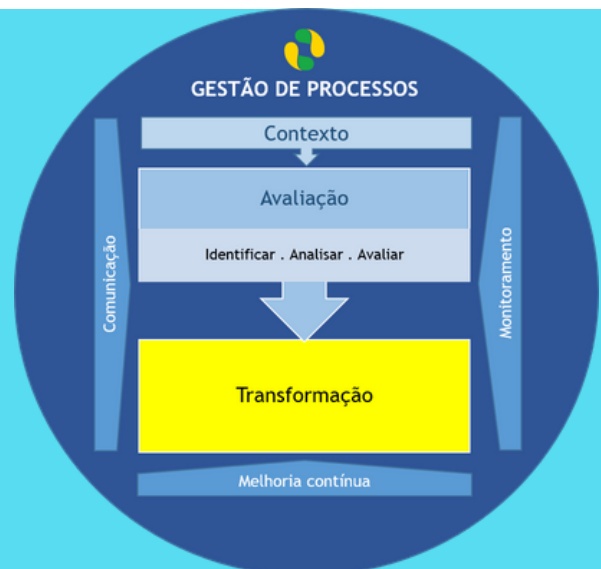 GESTÃO DE PROCESSOS
Contexto
Avaliação
Identificar . Analisar . Avaliar
Comunicação
Monitoramento
Transformação
Melhoria contínua